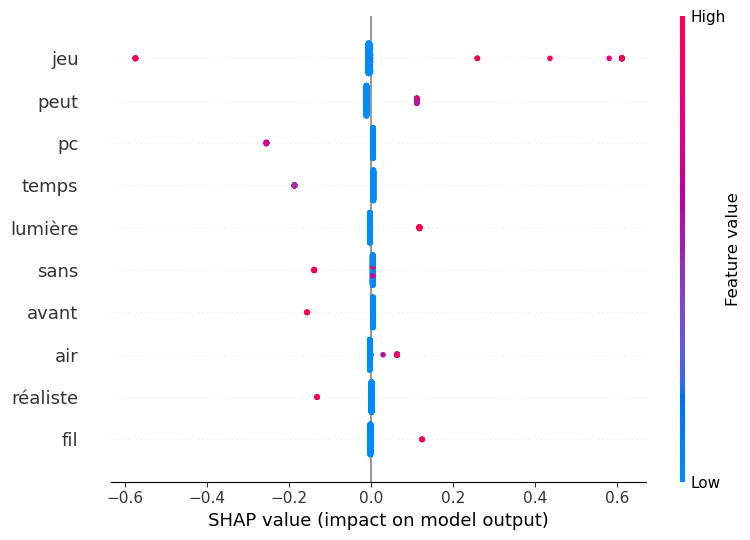 High
jeu
peut
pc
temps
lumière
sans
avant
air
réaliste
fil
Feature value
Low
−0.6 −0.4 −0.2 0.0 0.2 0.4 0.6
SHAP value (impact on model output)